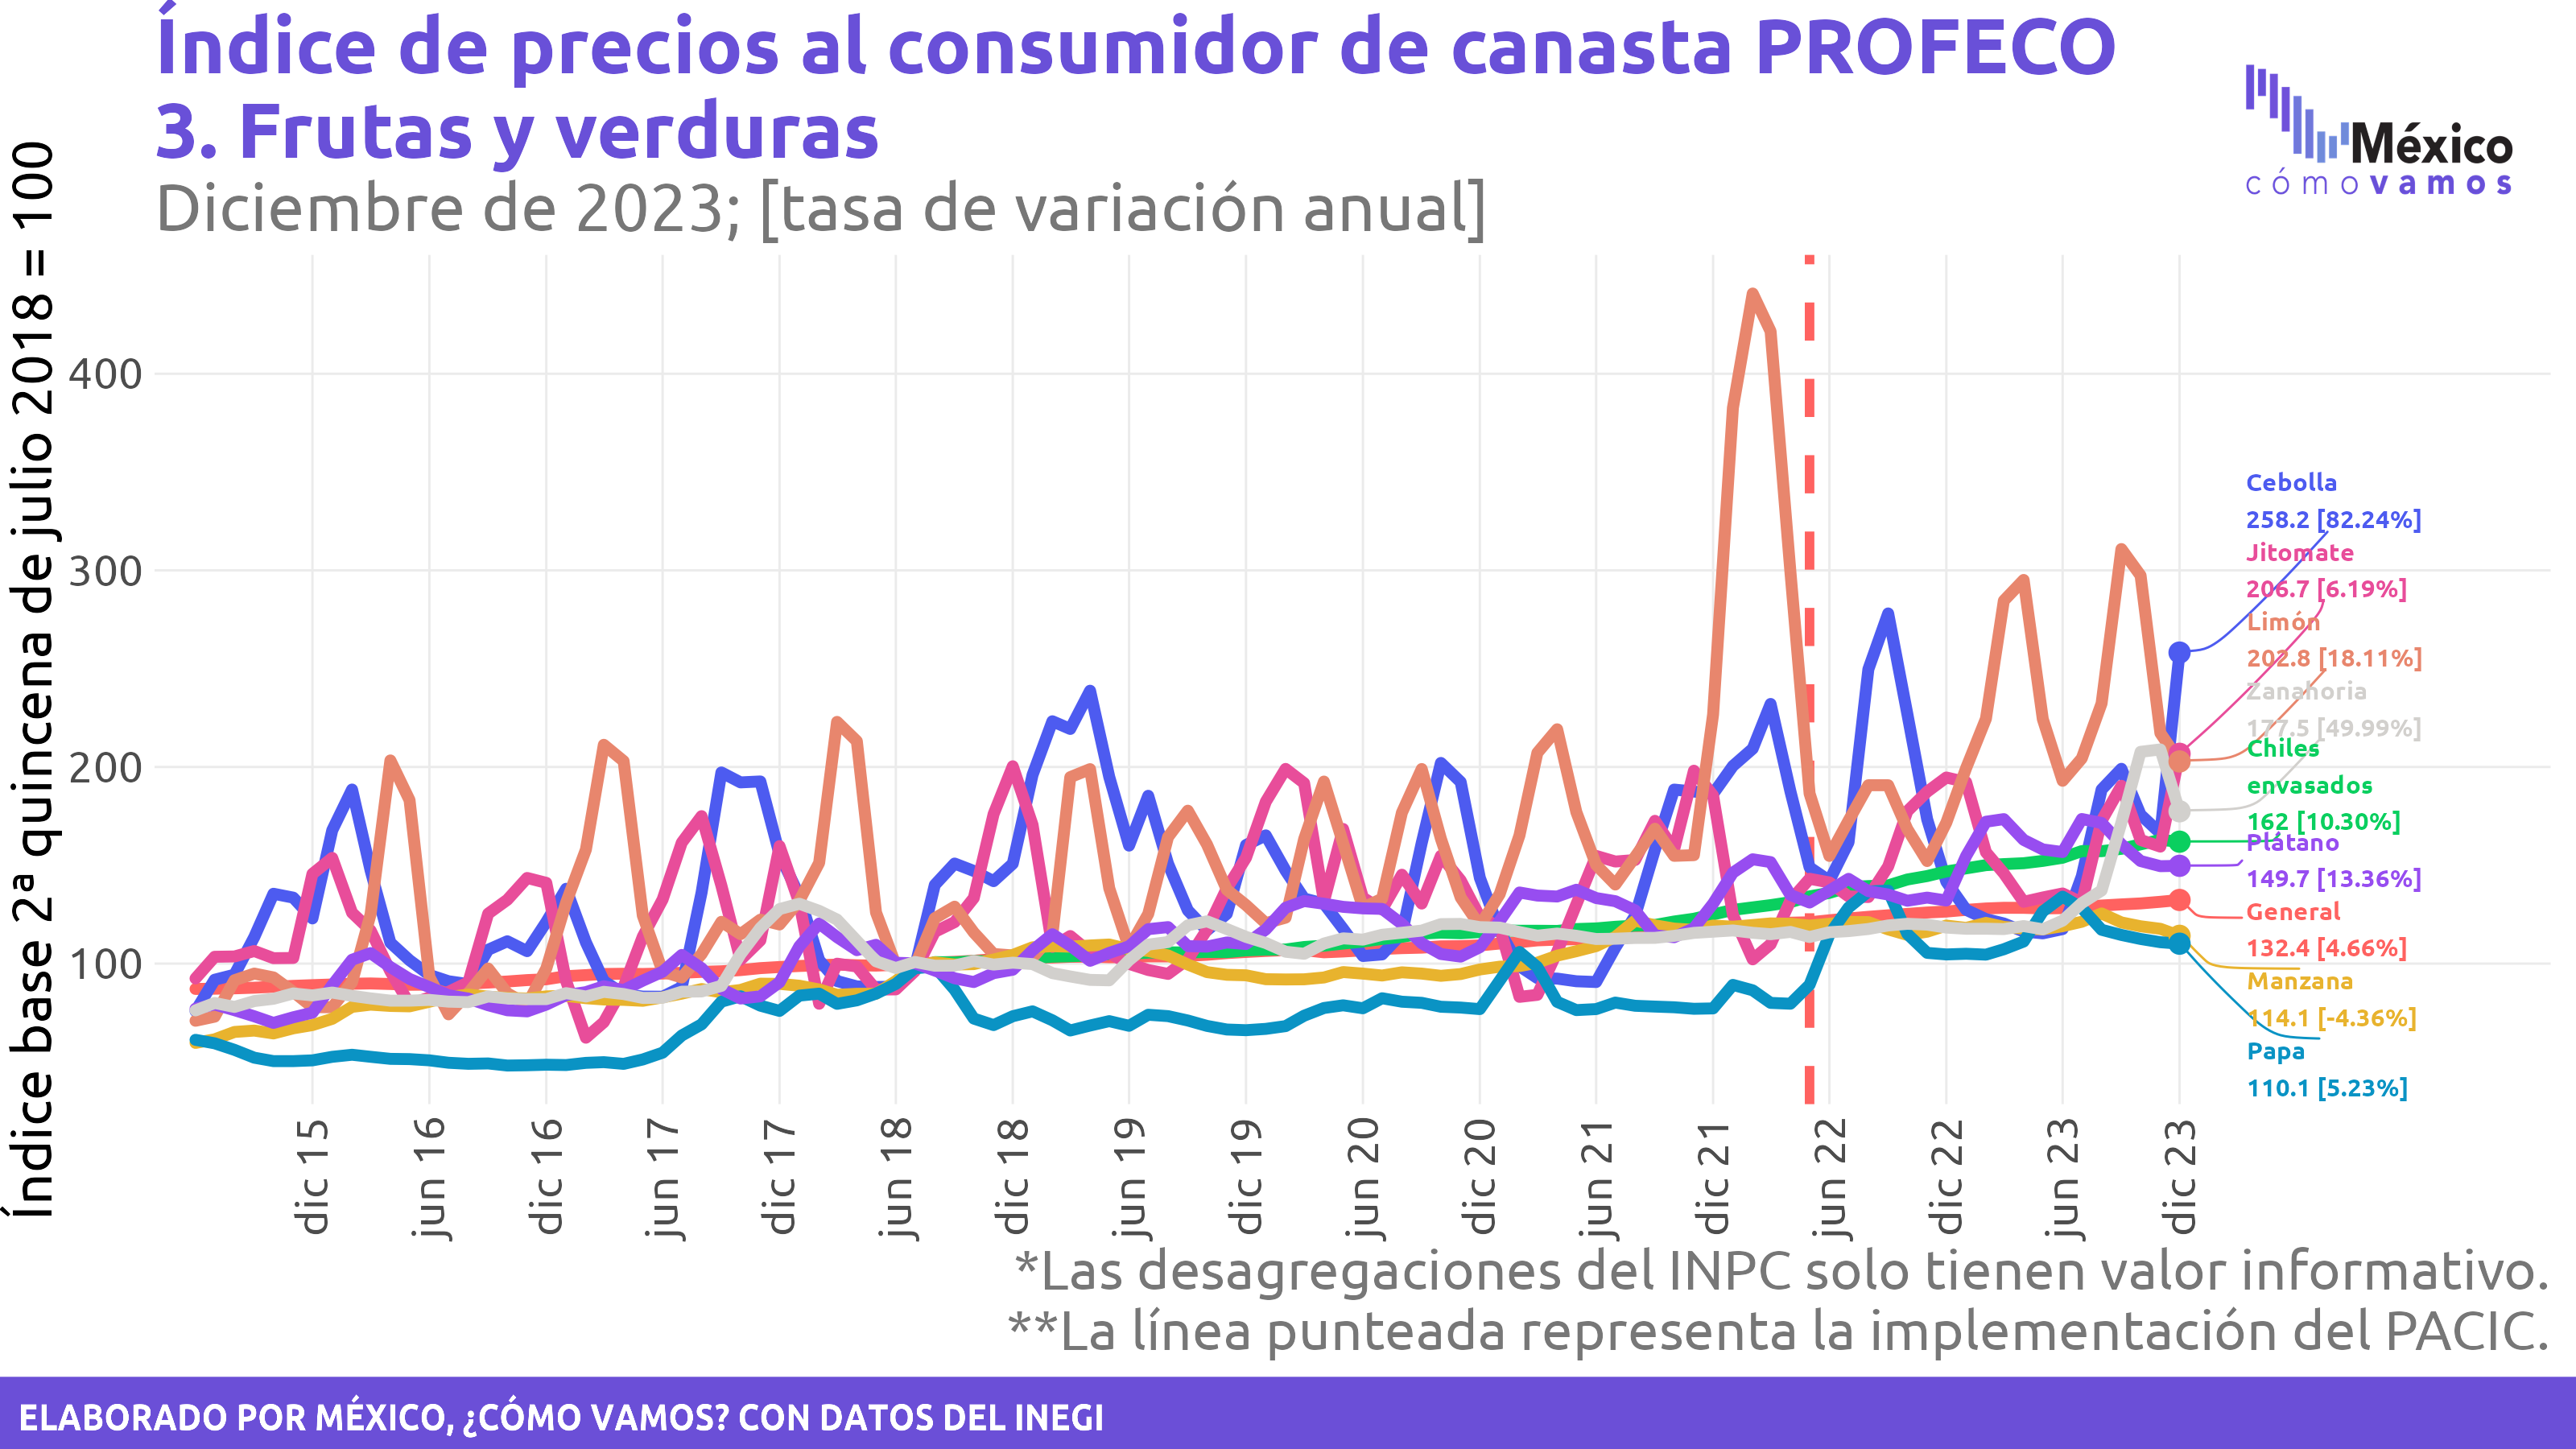 Índice de precios al consumidor de canasta PROFECO
3. Frutas y verduras
Diciembre de 2023; [tasa de variación anual]
México
cómo vamos
Índice base 2ª quincena de julio 2018 = 100
400
300
200
100
Cebolla
258.2 [82.24%]
Jitomate
206.7 [6.19%]
Limón
202.8 [18.11%]
Zanahoria
177.5 [49.99%]
Chiles
envasados
162 [10.30%]
Plátano
149.7 [13.36%]
General
132.4 [4.66%]
Manzana
114.1 [-4.36%]
Papa
110.1 [5.23%]
dic 15
jun 16
dic 16
jun 17
dic 17
jun 18
dic 18
jun 19
dic 19
jun 20
dic 20
jun 21
dic 21
jun 22
dic 22
jun 23
dic 23
*Las desagregaciones del INPC solo tienen valor informativo.
**La línea punteada representa la implementación del PACIC.
ELABORADO POR MÉXICO, ¿CÓMO VAMOS? CON DATOS DEL INEGI